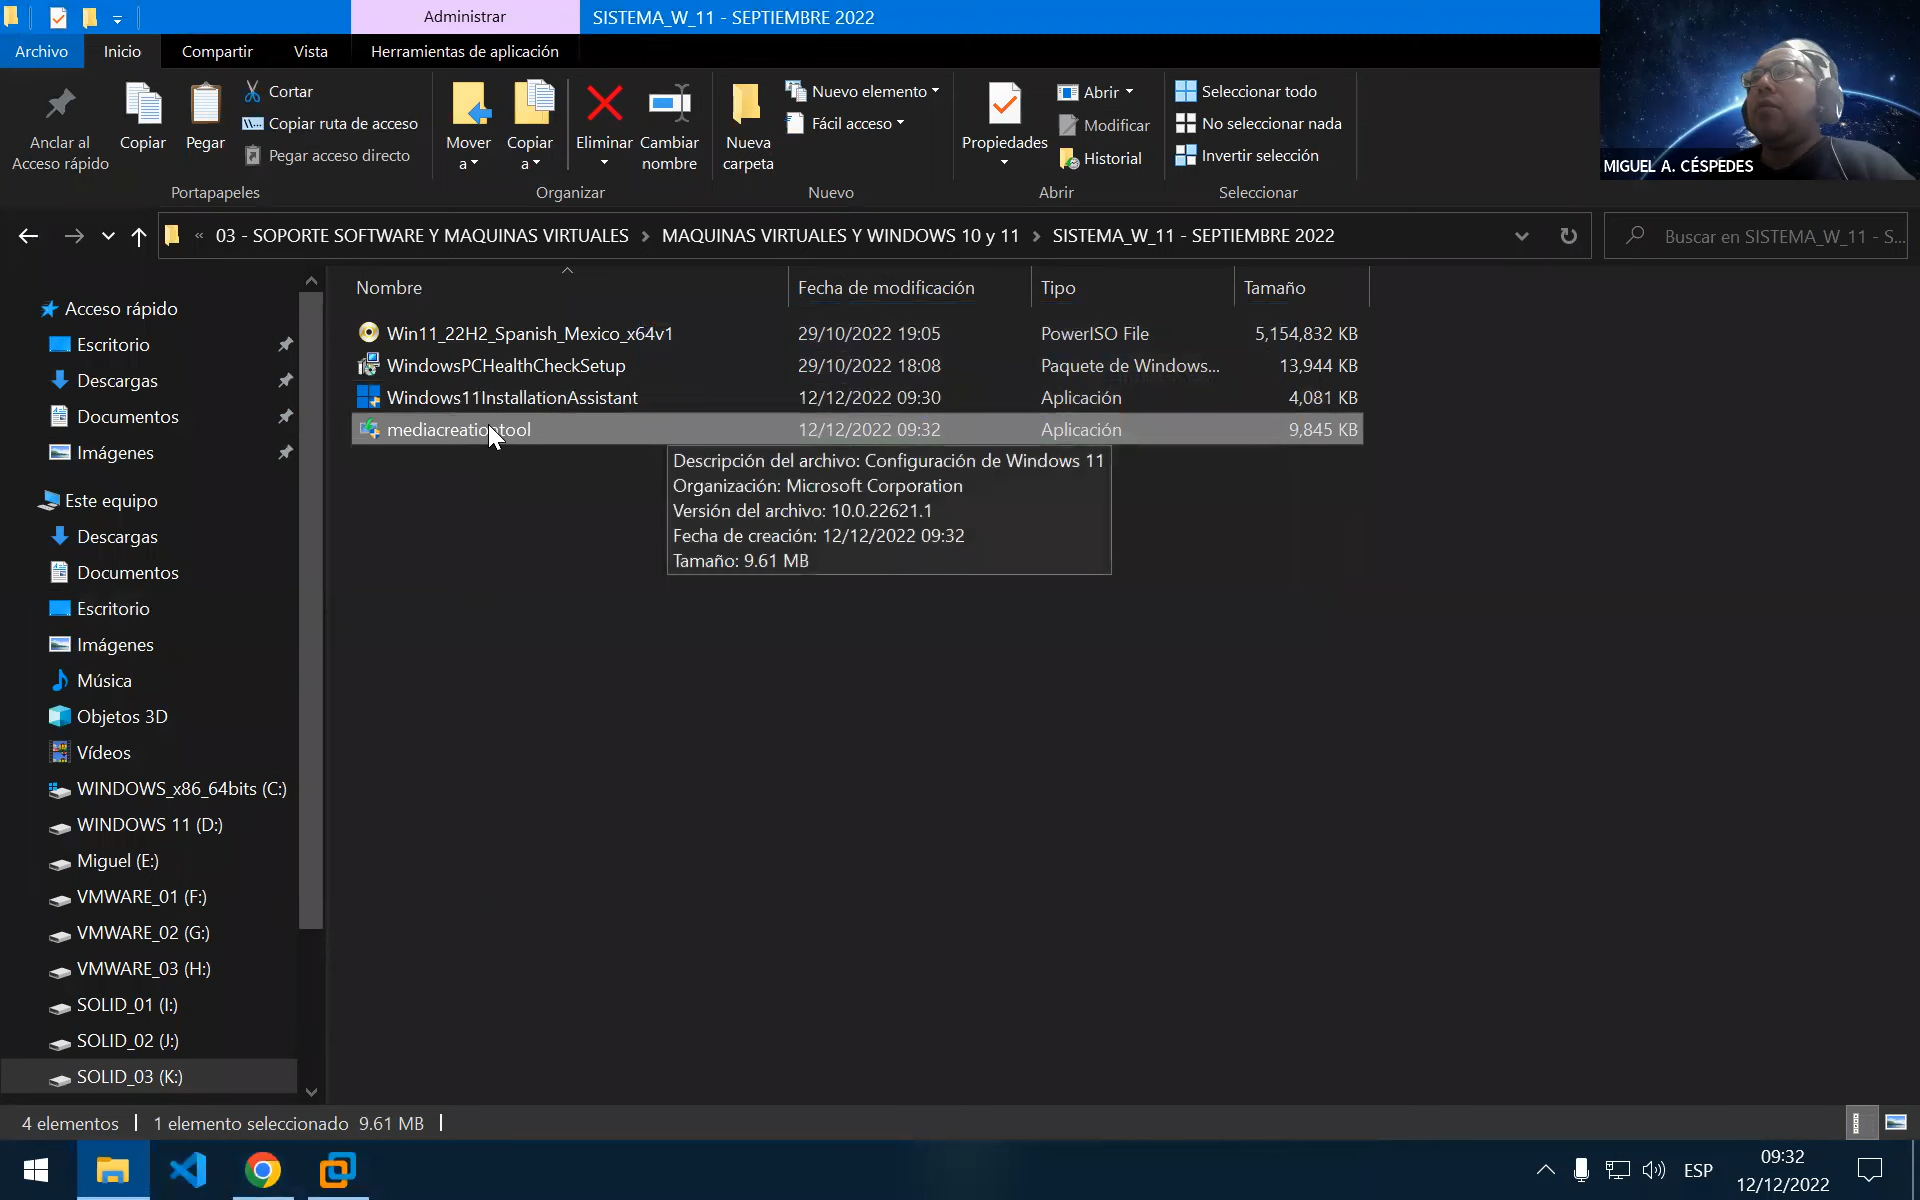 Administrar
SISTEMA_W_11 - SEPTIEMBRE 2022
Archivo
Inicio
Compartir
Vista
Herramientas de aplicación
Anclar al
Acceso rápido
Copiar
Pegar
Cortar
Copiar ruta de acceso
Pegar acceso directo
Portapapeles
Mover
a
Copiar
a
Eliminar
Cambiar
nombre
Organizar
Nueva
carpeta
Nuevo elemento
Fácil acceso
Nuevo
Propiedades
Abrir
Modificar
Historial
Abrir
Seleccionar todo
No seleccionar nada
Invertir selección
Seleccionar
MIGUEL A. CÉSPEDES
« 03 - SOPORTE SOFTWARE Y MAQUINAS VIRTUALES > MAQUINAS VIRTUALES Y WINDOWS 10 y 11 > SISTEMA_W_11 - SEPTIEMBRE 2022
Buscar en SISTEMA_W_11 - S...
Nombre Fecha de modificación Tipo Tamaño
Win11_22H2_Spanish_Mexico_x64v1 29/10/2022 19:05 PowerISO File 5,154,832 KB
WindowsPCHealthCheckSetup 29/10/2022 18:08 Paquete de Windows... 13,944 KB
Windows11InstallationAssistant 12/12/2022 09:30 Aplicación 4,081 KB
mediacreationtool 12/12/2022 09:32 Aplicación 9,845 KB
Descripción del archivo: Configuración de Windows 11
Organización: Microsoft Corporation
Versión del archivo: 10.0.22621.1
Fecha de creación: 12/12/2022 09:32
Tamaño: 9.61 MB
Acceso rápido
Escritorio
Descargas
Documentos
Imágenes
Este equipo
Descargas
Documentos
Escritorio
Imágenes
Música
Objetos 3D
Vídeos
WINDOWS_x86_64bits (C:)
WINDOWS 11 (D:)
Miguel (E:)
VMWARE_01 (F:)
VMWARE_02 (G:)
VMWARE_03 (H:)
SOLID_01 (I:)
SOLID_02 (J:)
SOLID_03 (K:)
4 elementos
1 elemento seleccionado 9.61 MB
ESP
09:32
12/12/2022